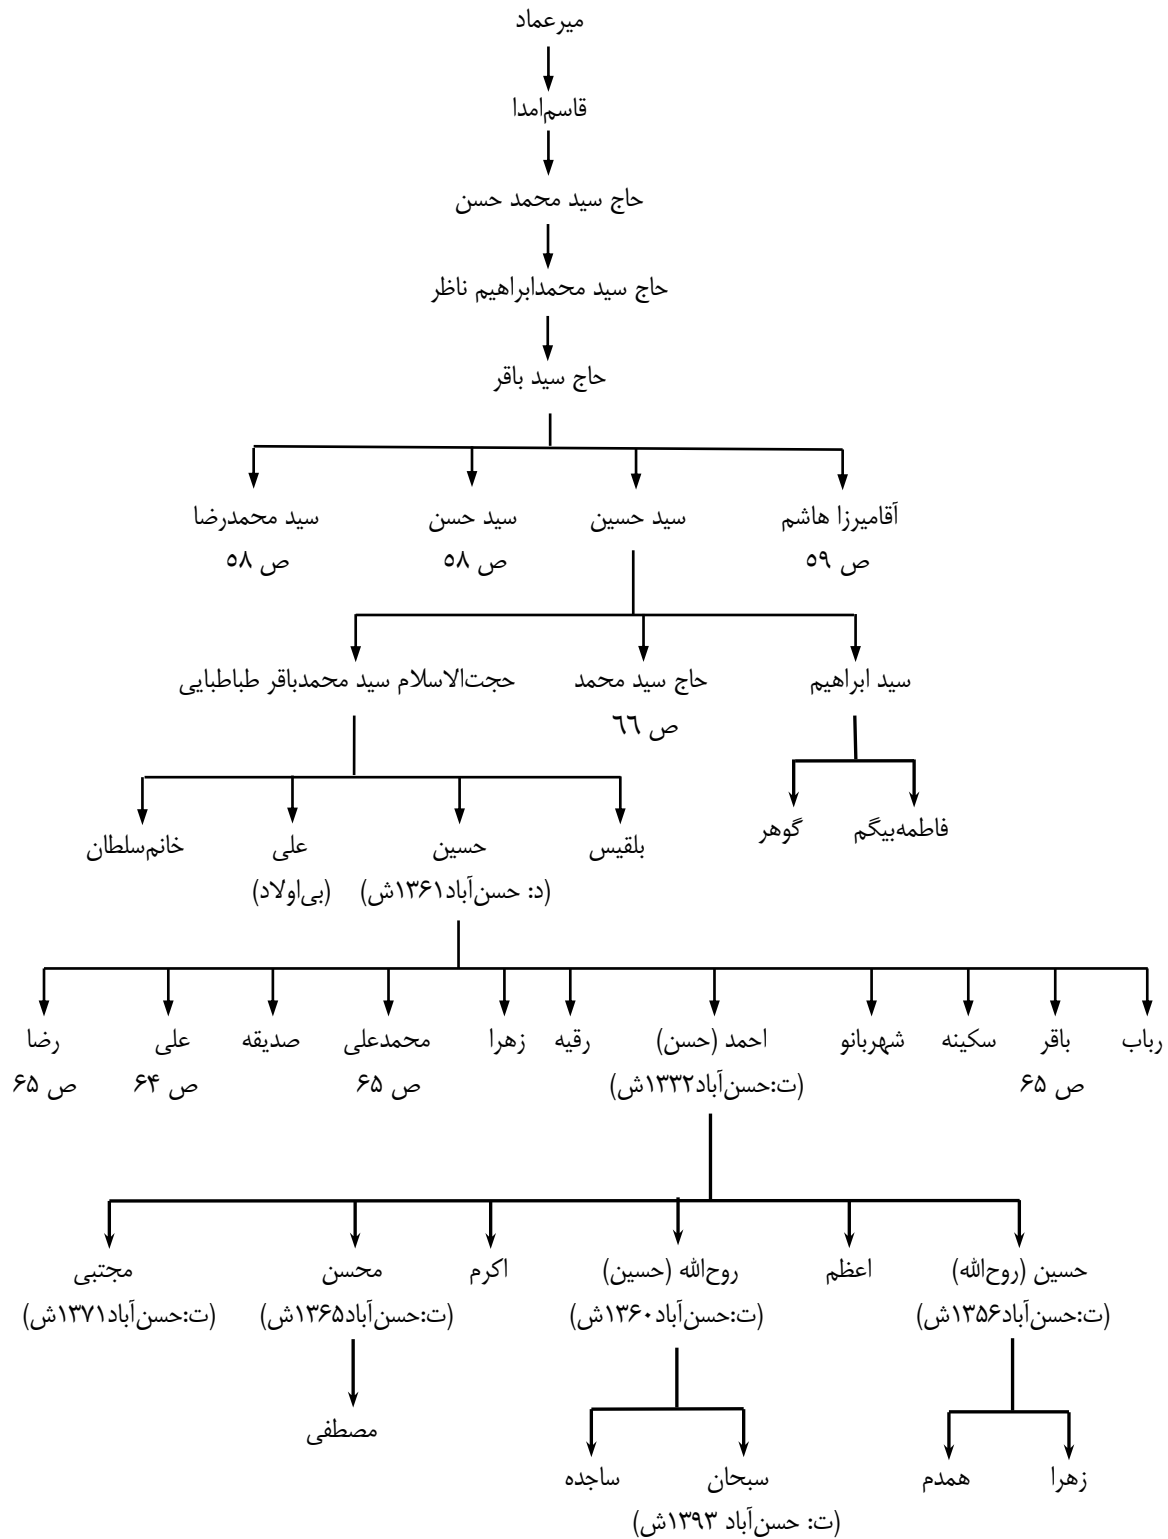 میرعماد
قاسم‌امدا
حاج سید محمد حسن
حاج سید محمدابراهیم ناظر
حاج سید باقر
آقامیرزا هاشم سید حسین سید حسن سید محمدرضا
ص ۵۹ ص ۵۸ ص ۵۸
سید ابراهیم حاج سید محمد حجت‌الاسلام سید محمدباقر طباطبایی
ص ٦٦
فاطمه‌بیگم گوهر
بلقیس حسین علی خانم‌سلطان
(د: حسن‌آباد۱۳۶۱ش) (بی‌اولاد)
رباب باقر سکینه شهربانو احمد (حسن) رقیه زهرا محمدعلی صدیقه علی رضا
ص ۶۵ (ت:حسن‌آباد۱۳۳۲ش) ص ۶۵ ص ۶۴ ص ۶۵
حسین (روح‌الله) اعظم روح‌الله (حسین) اکرم محسن مجتبی
(ت:حسن‌آباد۱۳۵۶ش) (ت:حسن‌آباد۱۳۶۰ش) (ت:حسن‌آباد۱۳۶۵ش) (ت:حسن‌آباد۱۳۷۱ش)
مصطفی
زهرا همدم سبحان ساجده
(ت: حسن‌آباد ۱۳۹۳ش)